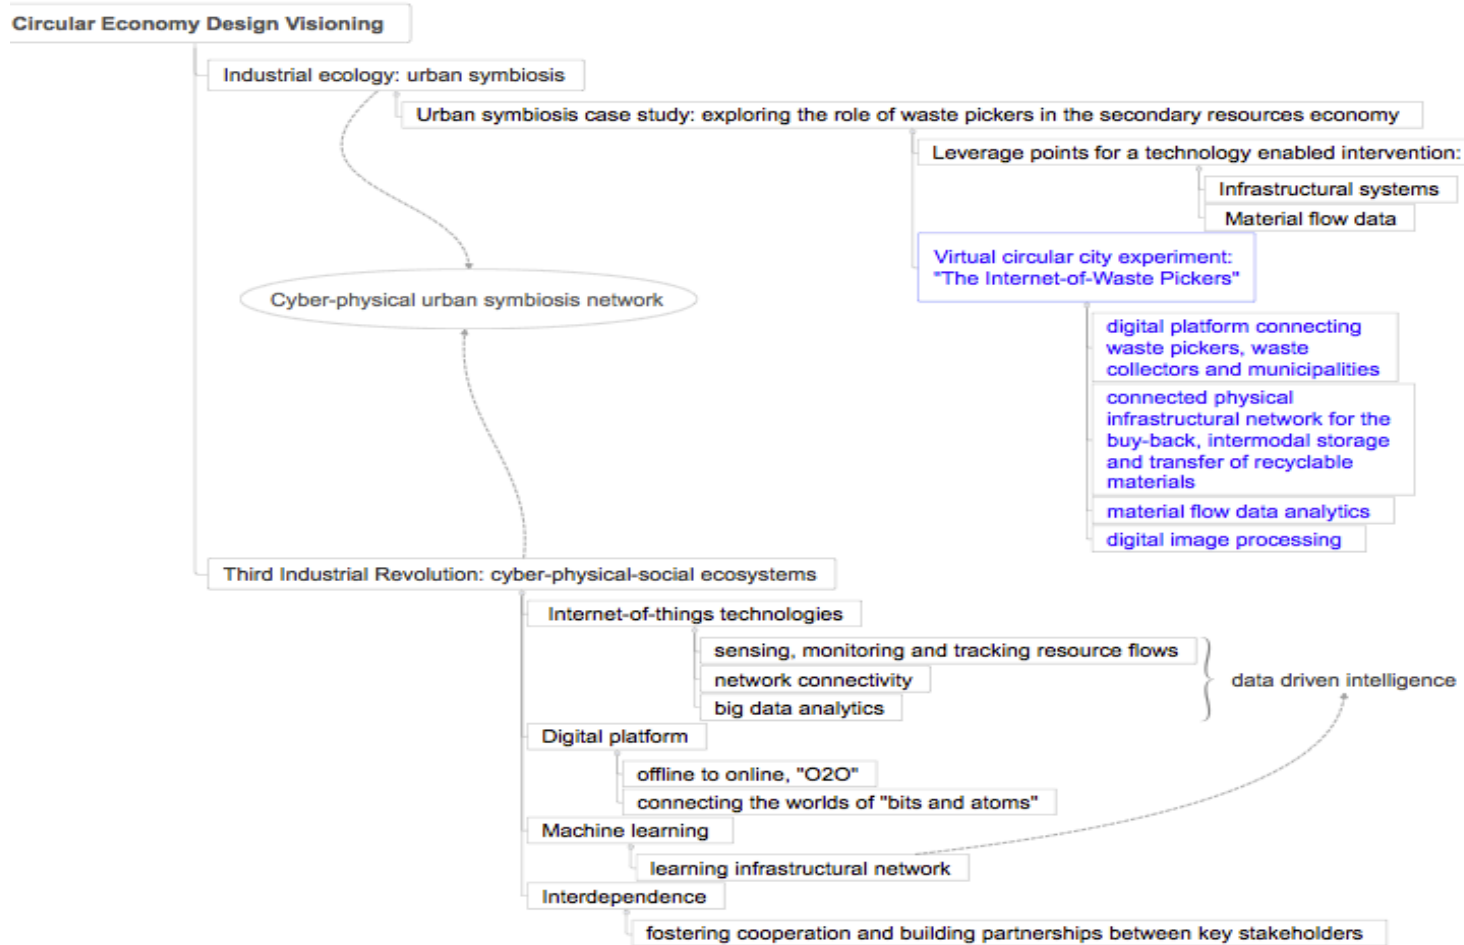 Circular Economy Design Visioning
Industrial ecology: urban symbiosis
Urban symbiosis case study: exploring the role of waste pickers in the secondary resources economy
Leverage points for a technology enabled intervention:
Infrastructural systems
Material flow data
Virtual circular city experiment:
"The Internet-of-Waste Pickers"
Cyber-physical urban symbiosis network
digital platform connecting
waste pickers, waste
collectors and municipalities
connected physical
infrastructural network for the
buy-back, intermodal storage
and transfer of recyclable
materials
material flow data analytics
digital image processing
Third Industrial Revolution: cyber-physical-social ecosystems
Internet-of-things technologies
sensing, monitoring and tracking resource flows
network connectivity
big data analytics
data driven intelligence
Digital platform
offline to online, "O2O"
connecting the worlds of "bits and atoms"
Machine learning
learning infrastructural network
Interdependence
fostering cooperation and building partnerships between key stakeholders